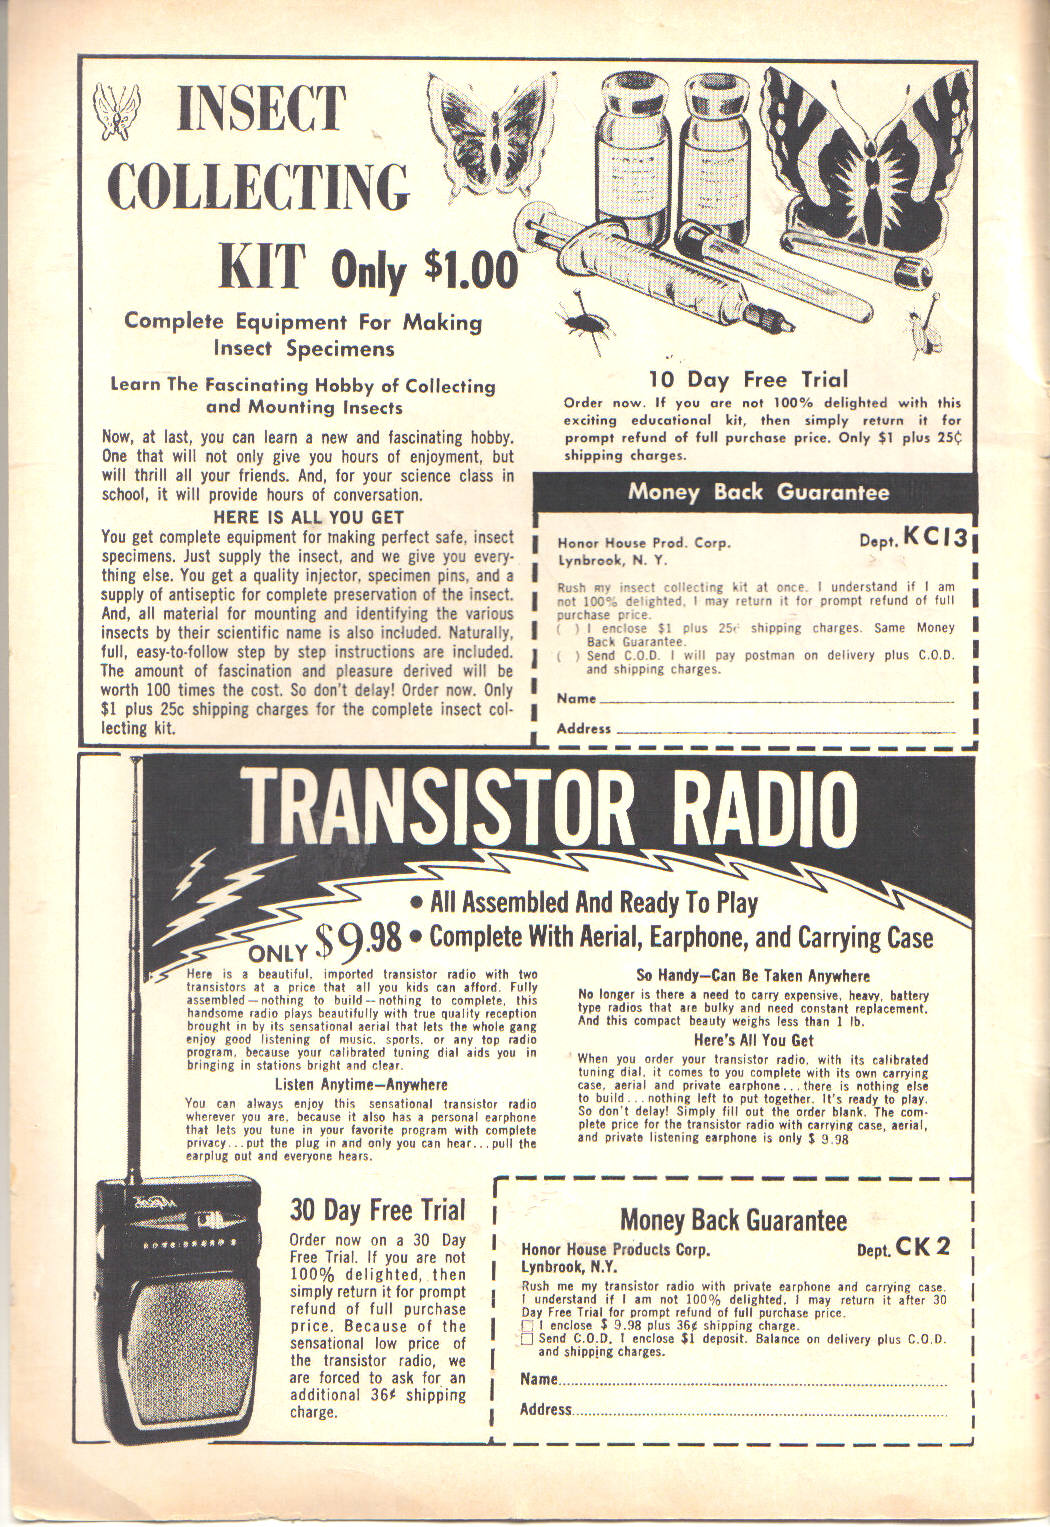 INSECT
COLLECTING
KIT Only $1.00
Complete Equipment For Making
Insect Specimens
Learn The Fascinating Hobby of Collecting
and Mounting Insects
Now, at last, you can learn a new and fascinating hobby.
One that will not only give you hours of enjoyment, but
will thrill all your friends. And, for your science class in
school, it will provide hours of conversation.
HERE IS ALL YOU GET
You get complete equipment for making perfect safe, insect
specimens. Just supply the insect, and we give you every-
thing else. You get a quality injector, specimen pins, and a
supply of antiseptic for complete preservation of the insect.
And, all material for mounting and identifying the various
insects by their scientific name is also included. Naturally,
full, easy-to-follow step by step instructions are included.
The amount of fascination and pleasure derived will be
worth 100 times the cost. So don't delay! Order now. Only
$1 plus 25c shipping charges for the complete insect col-
lecting kit.
10 Day Free Trial
Order now. If you are not 100% delighted with this
exciting educational kit, then simply return it for
prompt refund of full purchase price. Only $1 plus 25¢
shipping charges.
Money Back Guarantee
Honor House Prod. Corp. Dept. KC13
Lynbrook, N. Y.
Rush my insect collecting kit at once. I understand if I am
not 100% delighted, I may return it for prompt refund of full
purchase price.
( ) I enclose $1 plus 25¢ shipping charges. Same Money
Back Guarantee.
( ) Send C.O.D. I will pay postman on delivery plus C.O.D.
and shipping charges.
Name
Address
TRANSISTOR RADIO
• All Assembled And Ready To Play
ONLY $9.98 • Complete With Aerial, Earphone, and Carrying Case
Here is a beautiful, imported transistor radio with two
transistors at a price that all you kids can afford. Fully
assembled—nothing to build—nothing to complete, this
handsome radio plays beautifully with true quality reception
brought in by its sensational aerial that lets the whole gang
enjoy good listening of music, sports, or any top radio
program, because your calibrated tuning dial aids you in
bringing in stations bright and clear.
Listen Anytime—Anywhere
You can always enjoy this sensational transistor radio
wherever you are, because it also has a personal earphone
that lets you tune in your favorite program with complete
privacy...put the plug in and only you can hear...pull the
earplug out and everyone hears.
So Handy—Can Be Taken Anywhere
No longer is there a need to carry expensive, heavy, battery
type radios that are bulky and need constant replacement.
And this compact beauty weighs less than 1 lb.
Here's All You Get
When you order your transistor radio, with its calibrated
tuning dial, it comes to you complete with its own carrying
case, aerial and private earphone...there is nothing else
to build...nothing left to put together. It's ready to play.
So don't delay! Simply fill out the order blank. The com-
plete price for the transistor radio with carrying case, aerial,
and private listening earphone is only $ 9.98
30 Day Free Trial
Order now on a 30 Day
Free Trial. If you are not
100% delighted, then
simply return it for prompt
refund of full purchase
price. Because of the
sensational low price of
the transistor radio, we
are forced to ask for an
additional 36¢ shipping
charge.
Money Back Guarantee
Honor House Products Corp. Dept. CK 2
Lynbrook, N.Y.
Rush me my transistor radio with private earphone and carrying case.
I understand if I am not 100% delighted, I may return it after 30
Day Free Trial for prompt refund of full purchase price.
☐ I enclose $ 9.98 plus 36¢ shipping charge.
☐ Send C.O.D. I enclose $1 deposit. Balance on delivery plus C.O.D.
and shipping charges.
Name
Address